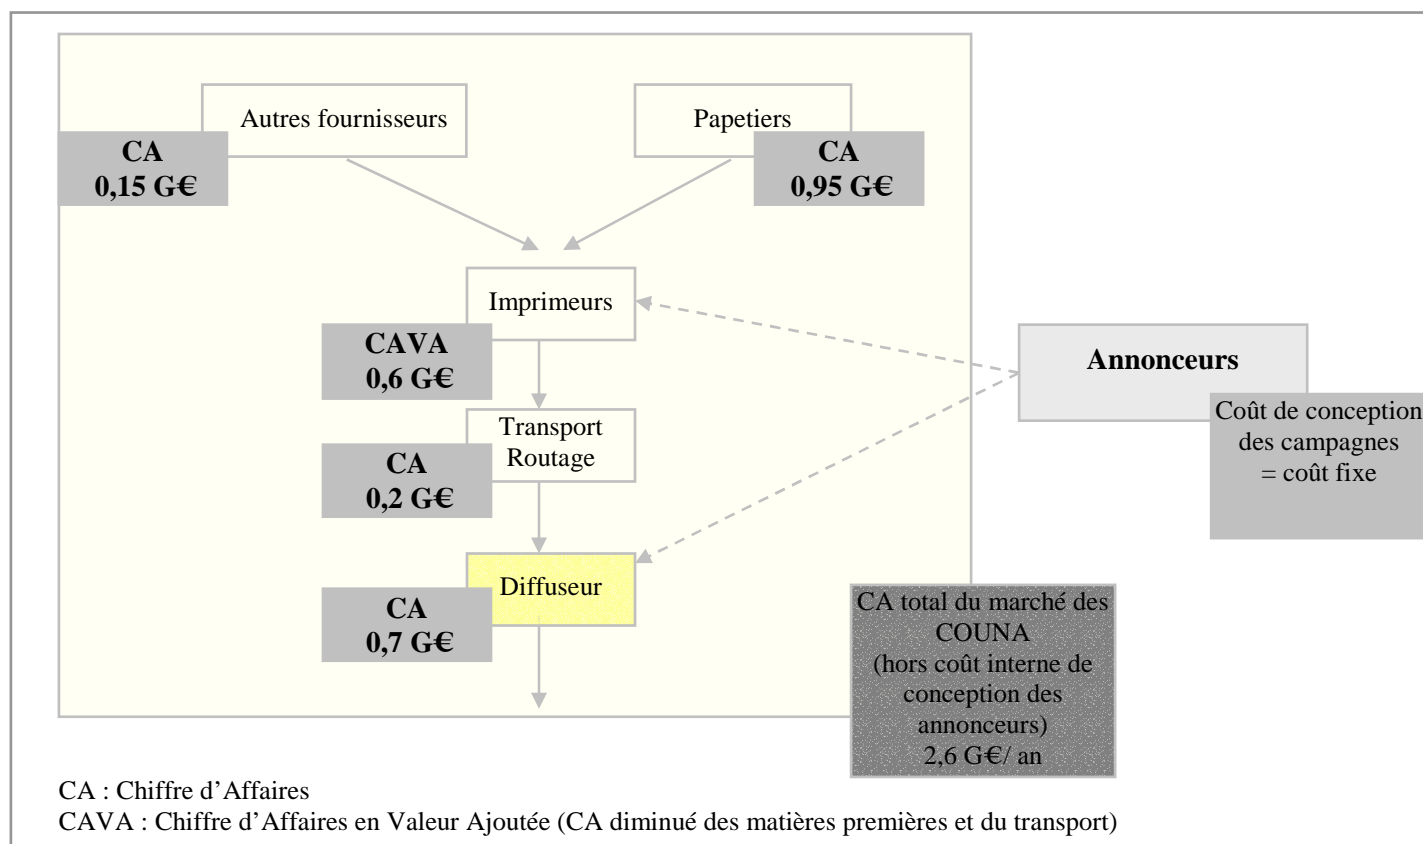 Autres fournisseurs
CA
0,15 G€
Papetiers
CA
0,95 G€
Imprimeurs
CAVA
0,6 G€
Transport
Routage
CA
0,2 G€
Diffuseur
CA
0,7 G€
Annonceurs
Coût de conception
des campagnes
= coût fixe
CA total du marché des
COUNA
(hors coût interne de
conception des
annonceurs)
2,6 G€/ an
CA : Chiffre d’Affaires
CAVA : Chiffre d’Affaires en Valeur Ajoutée (CA diminué des matières premières et du transport)